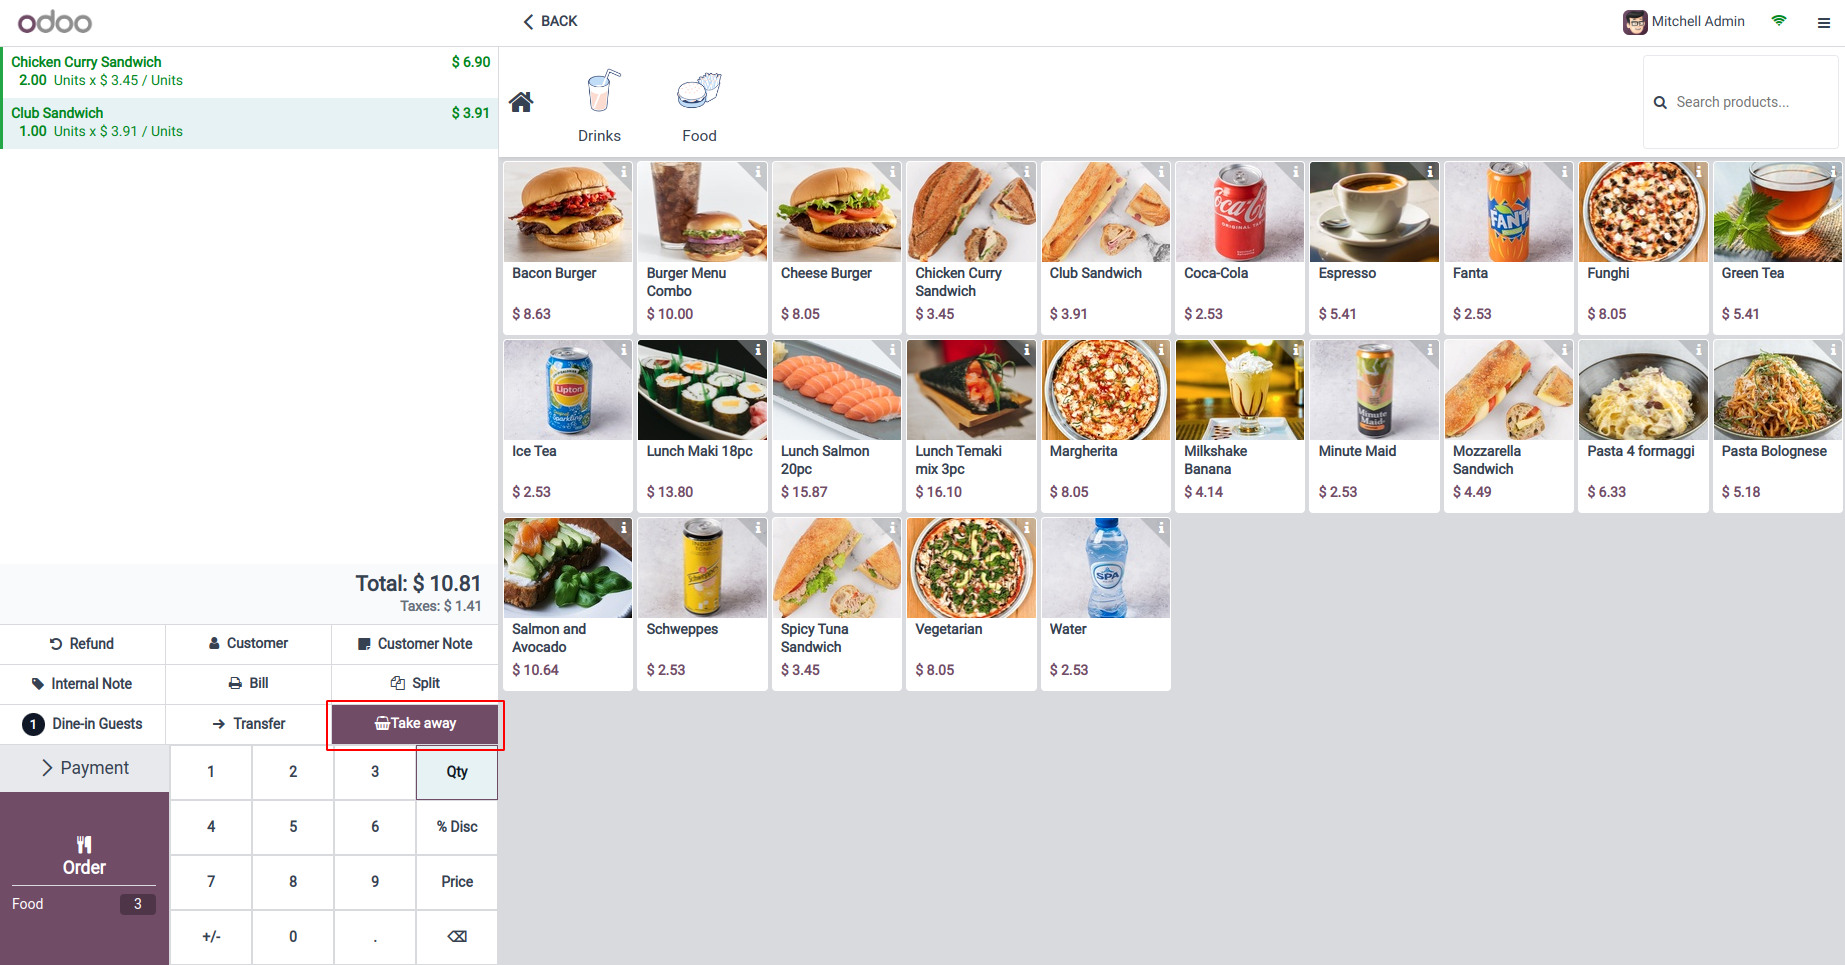 odoo
BACK
Mitchell Admin
Chicken Curry Sandwich $ 6.90
2.00 Units x $ 3.45 / Units
Club Sandwich $ 3.91
1.00 Units x $ 3.91 / Units
Drinks
Food
Search products...
Bacon Burger
$ 8.63
Burger Menu
Combo
$ 10.00
Cheese Burger
$ 8.05
Chicken Curry
Sandwich
$ 3.45
Club Sandwich
$ 3.91
Coca-Cola
$ 2.53
Espresso
$ 5.41
FANTA
Fanta
$ 2.53
Funghi
$ 8.05
Green Tea
$ 5.41
Lipton
Ice Tea
$ 2.53
Lunch Maki 18pc
$ 13.80
Lunch Salmon
20pc
$ 15.87
Lunch Temaki
mix 3pc
$ 16.10
Margherita
$ 8.05
Milkshake
Banana
$ 4.14
Minute
Maid
Minute Maid
$ 2.53
Mozzarella
Sandwich
$ 4.49
Pasta 4 formaggi
$ 6.33
Pasta Bolognese
$ 5.18
Salmon and
Avocado
$ 10.64
Schweppes
Schweppes
$ 2.53
Spicy Tuna
Sandwich
$ 3.45
Vegetarian
$ 8.05
SPA
Water
$ 2.53
Total: $ 10.81
Taxes: $ 1.41
Refund
Customer
Customer Note
Internal Note
Bill
Split
1 Dine-in Guests
Transfer
Take away
Payment
1 2 3 Qty
4 5 6 % Disc
7 8 9 Price
+/- 0 .
Order
Food 3